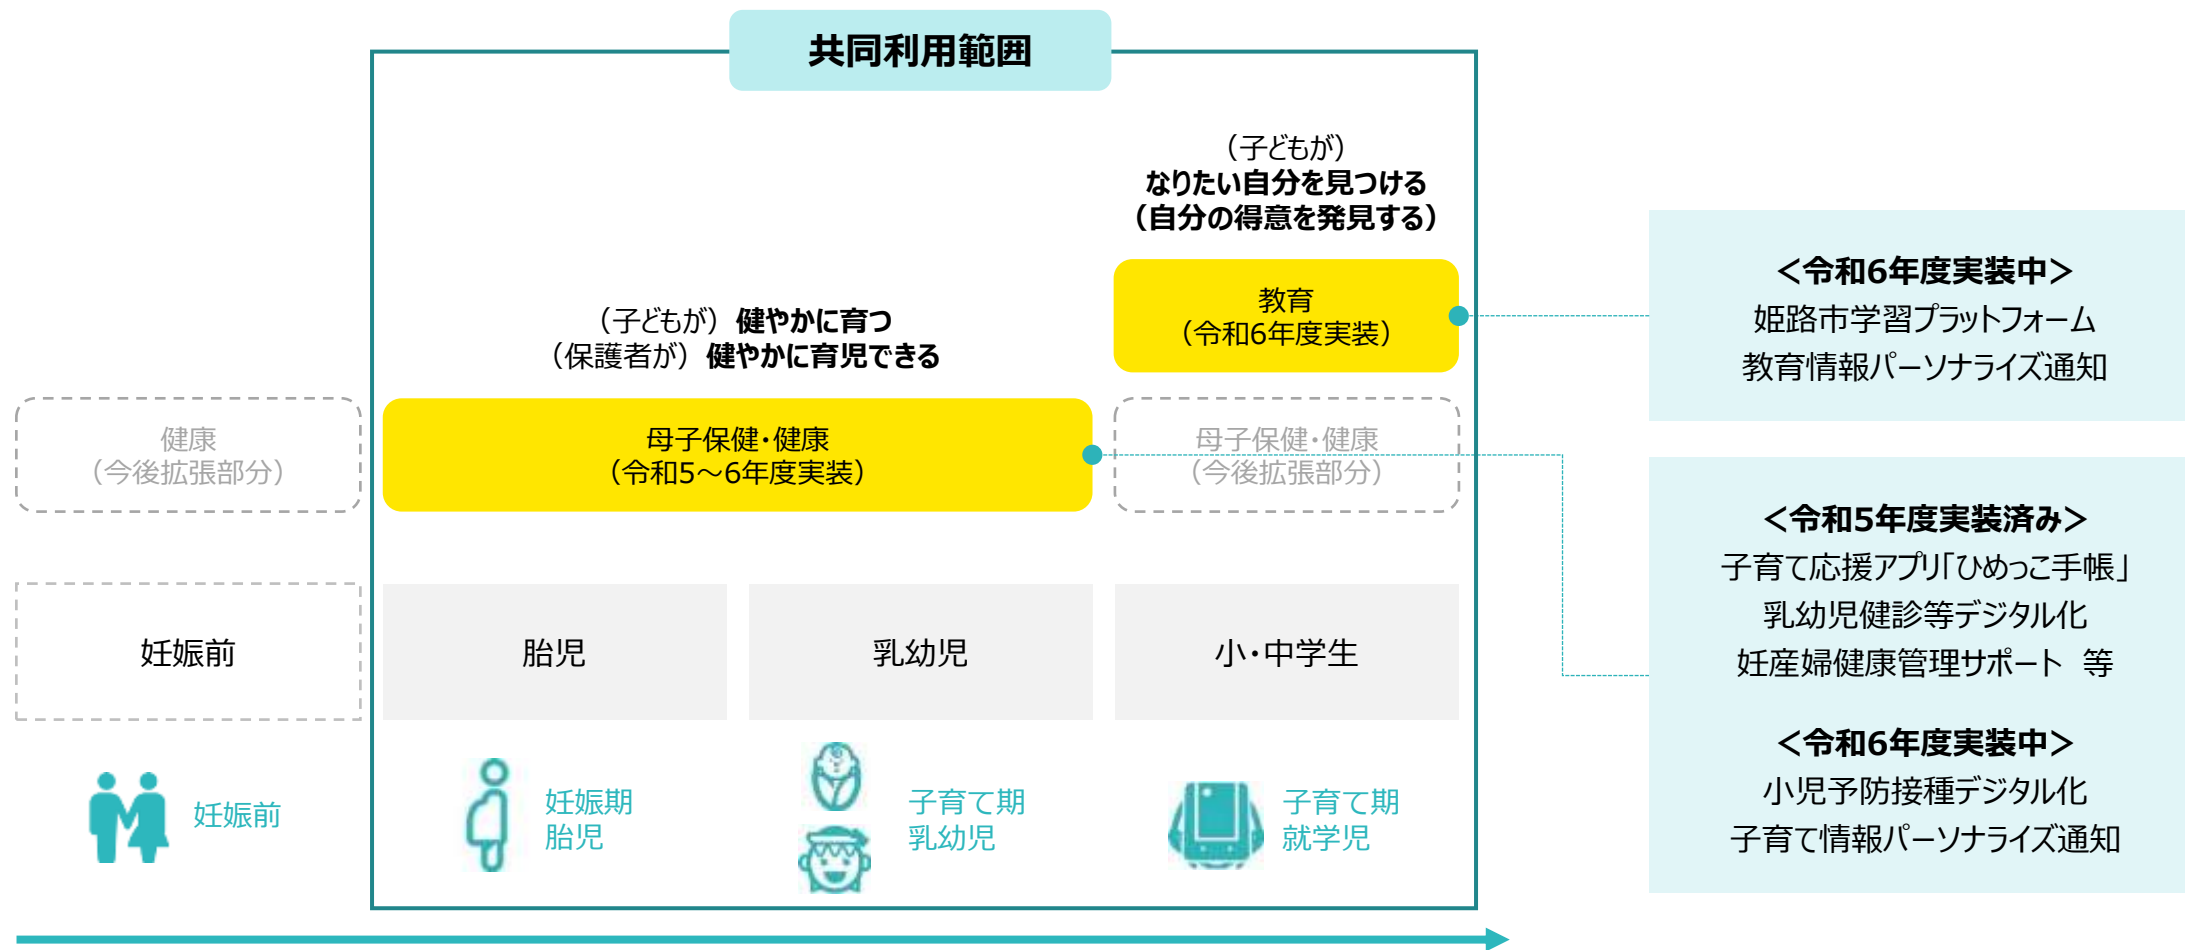 共同利用範囲
（子どもが）
なりたい自分を見つける
（自分の得意を発見する）
教育
（令和6年度実装）
（子どもが）健やかに育つ
（保護者が）健やかに育児できる
健康
（今後拡張部分）
母子保健・健康
（令和5～6年度実装）
母子保健・健康
（今後拡張部分）
妊娠前
胎児
乳幼児
小・中学生
妊娠前
妊娠期
胎児
子育て期
乳幼児
子育て期
就学児
＜令和6年度実装中＞
姫路市学習プラットフォーム
教育情報パーソナライズ通知
＜令和5年度実装済み＞
子育て応援アプリ「ひめっこ手帳」
乳幼児健診等デジタル化
妊産婦健康管理サポート 等
＜令和6年度実装中＞
小児予防接種デジタル化
子育て情報パーソナライズ通知